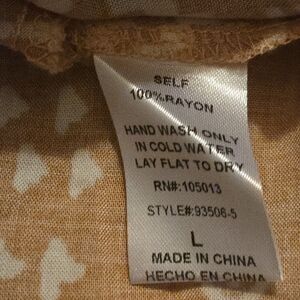 SELF
100%RAYON
HAND WASH ONLY
IN COLD WATER
LAY FLAT TO DRY
RN#:105013
STYLE#:93506-5
L
MADE IN CHINA
HECHO EN CHINA